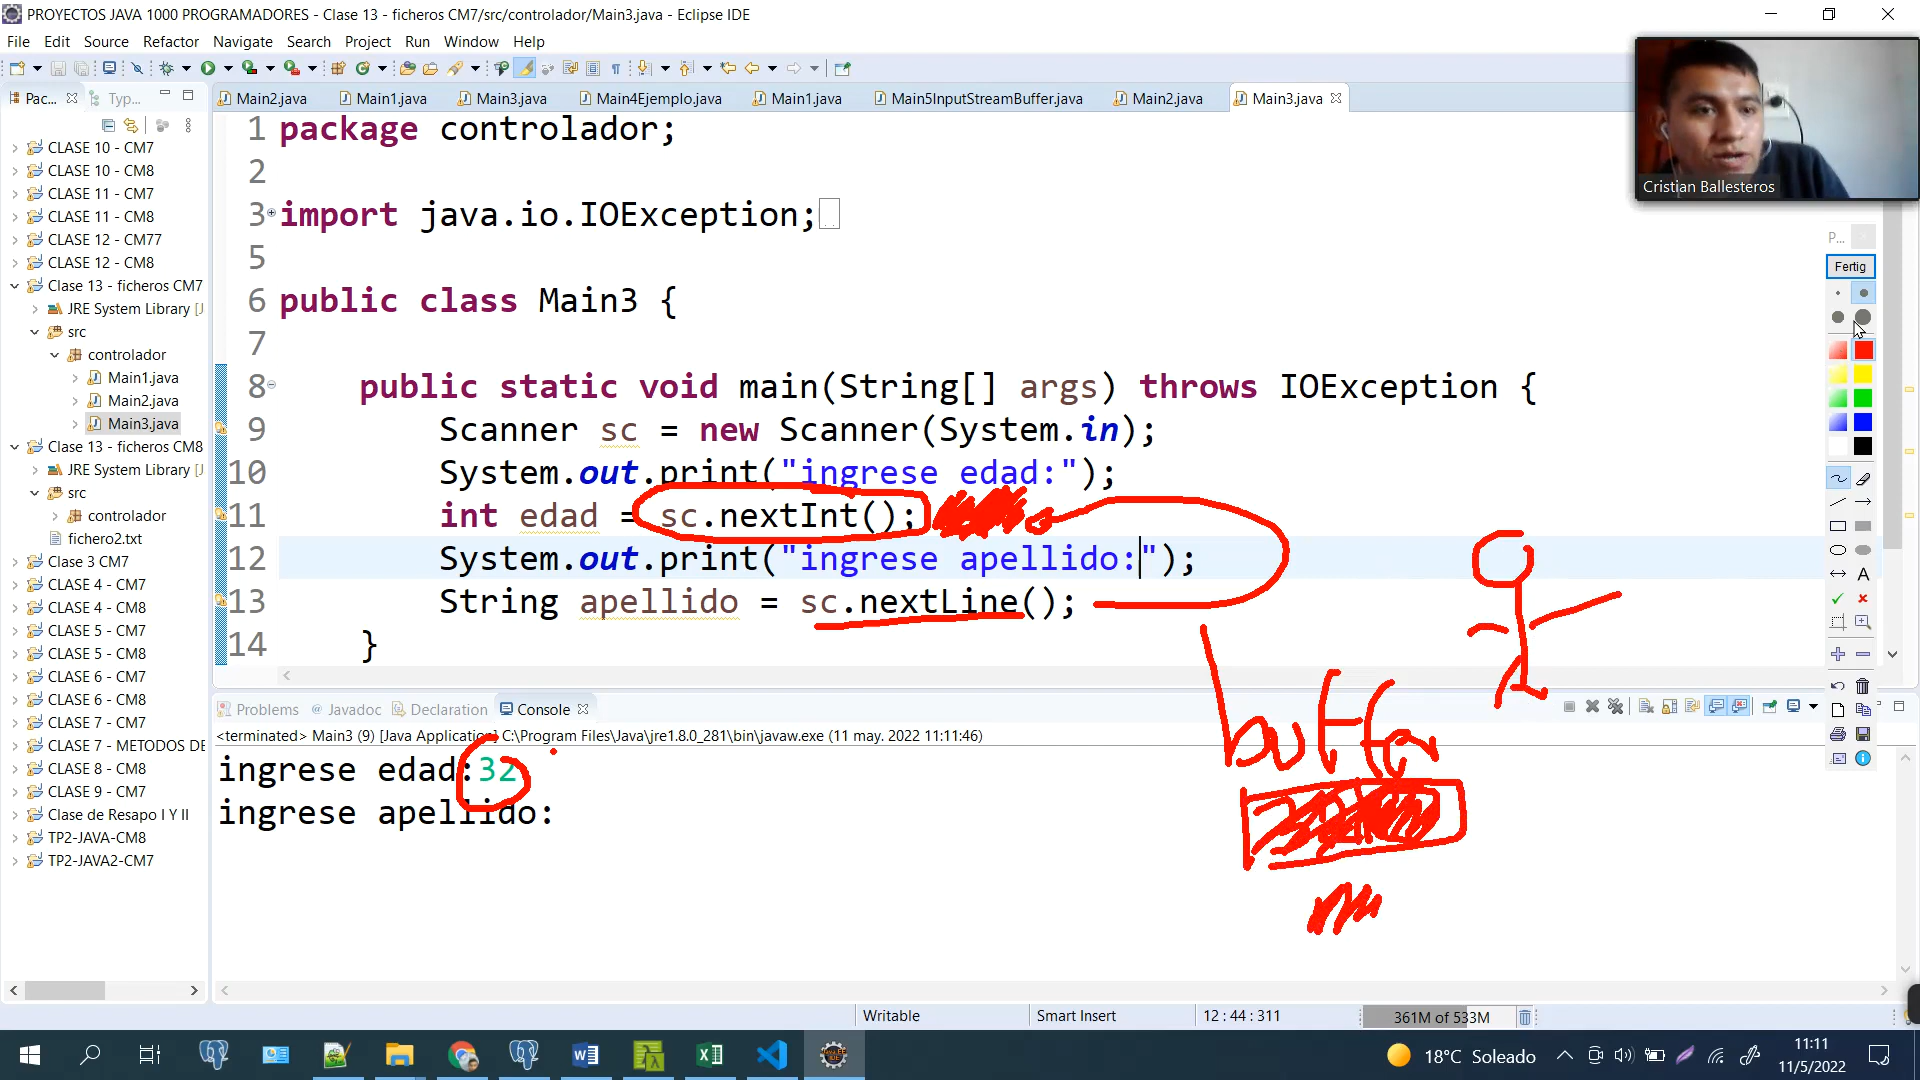 PROYECTOS JAVA 1000 PROGRAMADORES - Clase 13 - ficheros CM7/src/controlador/Main3.java - Eclipse IDE
File Edit Source Refactor Navigate Search Project Run Window Help
Pac... Typ...
Main2.java Main1.java Main3.java Main4Ejemplo.java Main1.java Main5InputStreamBuffer.java Main2.java Main3.java
CLASE 10 - CM7
CLASE 10 - CM8
CLASE 11 - CM7
CLASE 11 - CM8
CLASE 12 - CM77
CLASE 12 - CM8
Clase 13 - ficheros CM7
JRE System Library [J
src
controlador
Main1.java
Main2.java
Main3.java
Clase 13 - ficheros CM8
JRE System Library [J
src
controlador
fichero2.txt
Clase 3 CM7
CLASE 4 - CM7
CLASE 4 - CM8
CLASE 5 - CM7
CLASE 5 - CM8
CLASE 6 - CM7
CLASE 6 - CM8
CLASE 7 - CM7
CLASE 7 - METODOS DE
CLASE 8 - CM8
CLASE 9 - CM7
Clase de Resapo I Y II
TP2-JAVA-CM8
TP2-JAVA2-CM7
1 package controlador;
2
3 import java.io.IOException;
5
6 public class Main3 {
7
8 public static void main(String[] args) throws IOException {
9 Scanner sc = new Scanner(System.in);
10 System.out.print("ingrese edad:");
11 int edad = sc.nextInt();
12 System.out.print("ingrese apellido:");
13 String apellido = sc.nextLine();
14 }
buffer
Cristian Ballesteros
P...
Fertig
A
Problems Javadoc Declaration Console
<terminated> Main3 (9) [Java Application] C:\Program Files\Java\jre1.8.0_281\bin\javaw.exe (11 may. 2022 11:11:46)
ingrese edad:32
ingrese apellido:
Writable Smart Insert 12 : 44 : 311 361M of 533M
18°C Soleado
11:11
11/5/2022